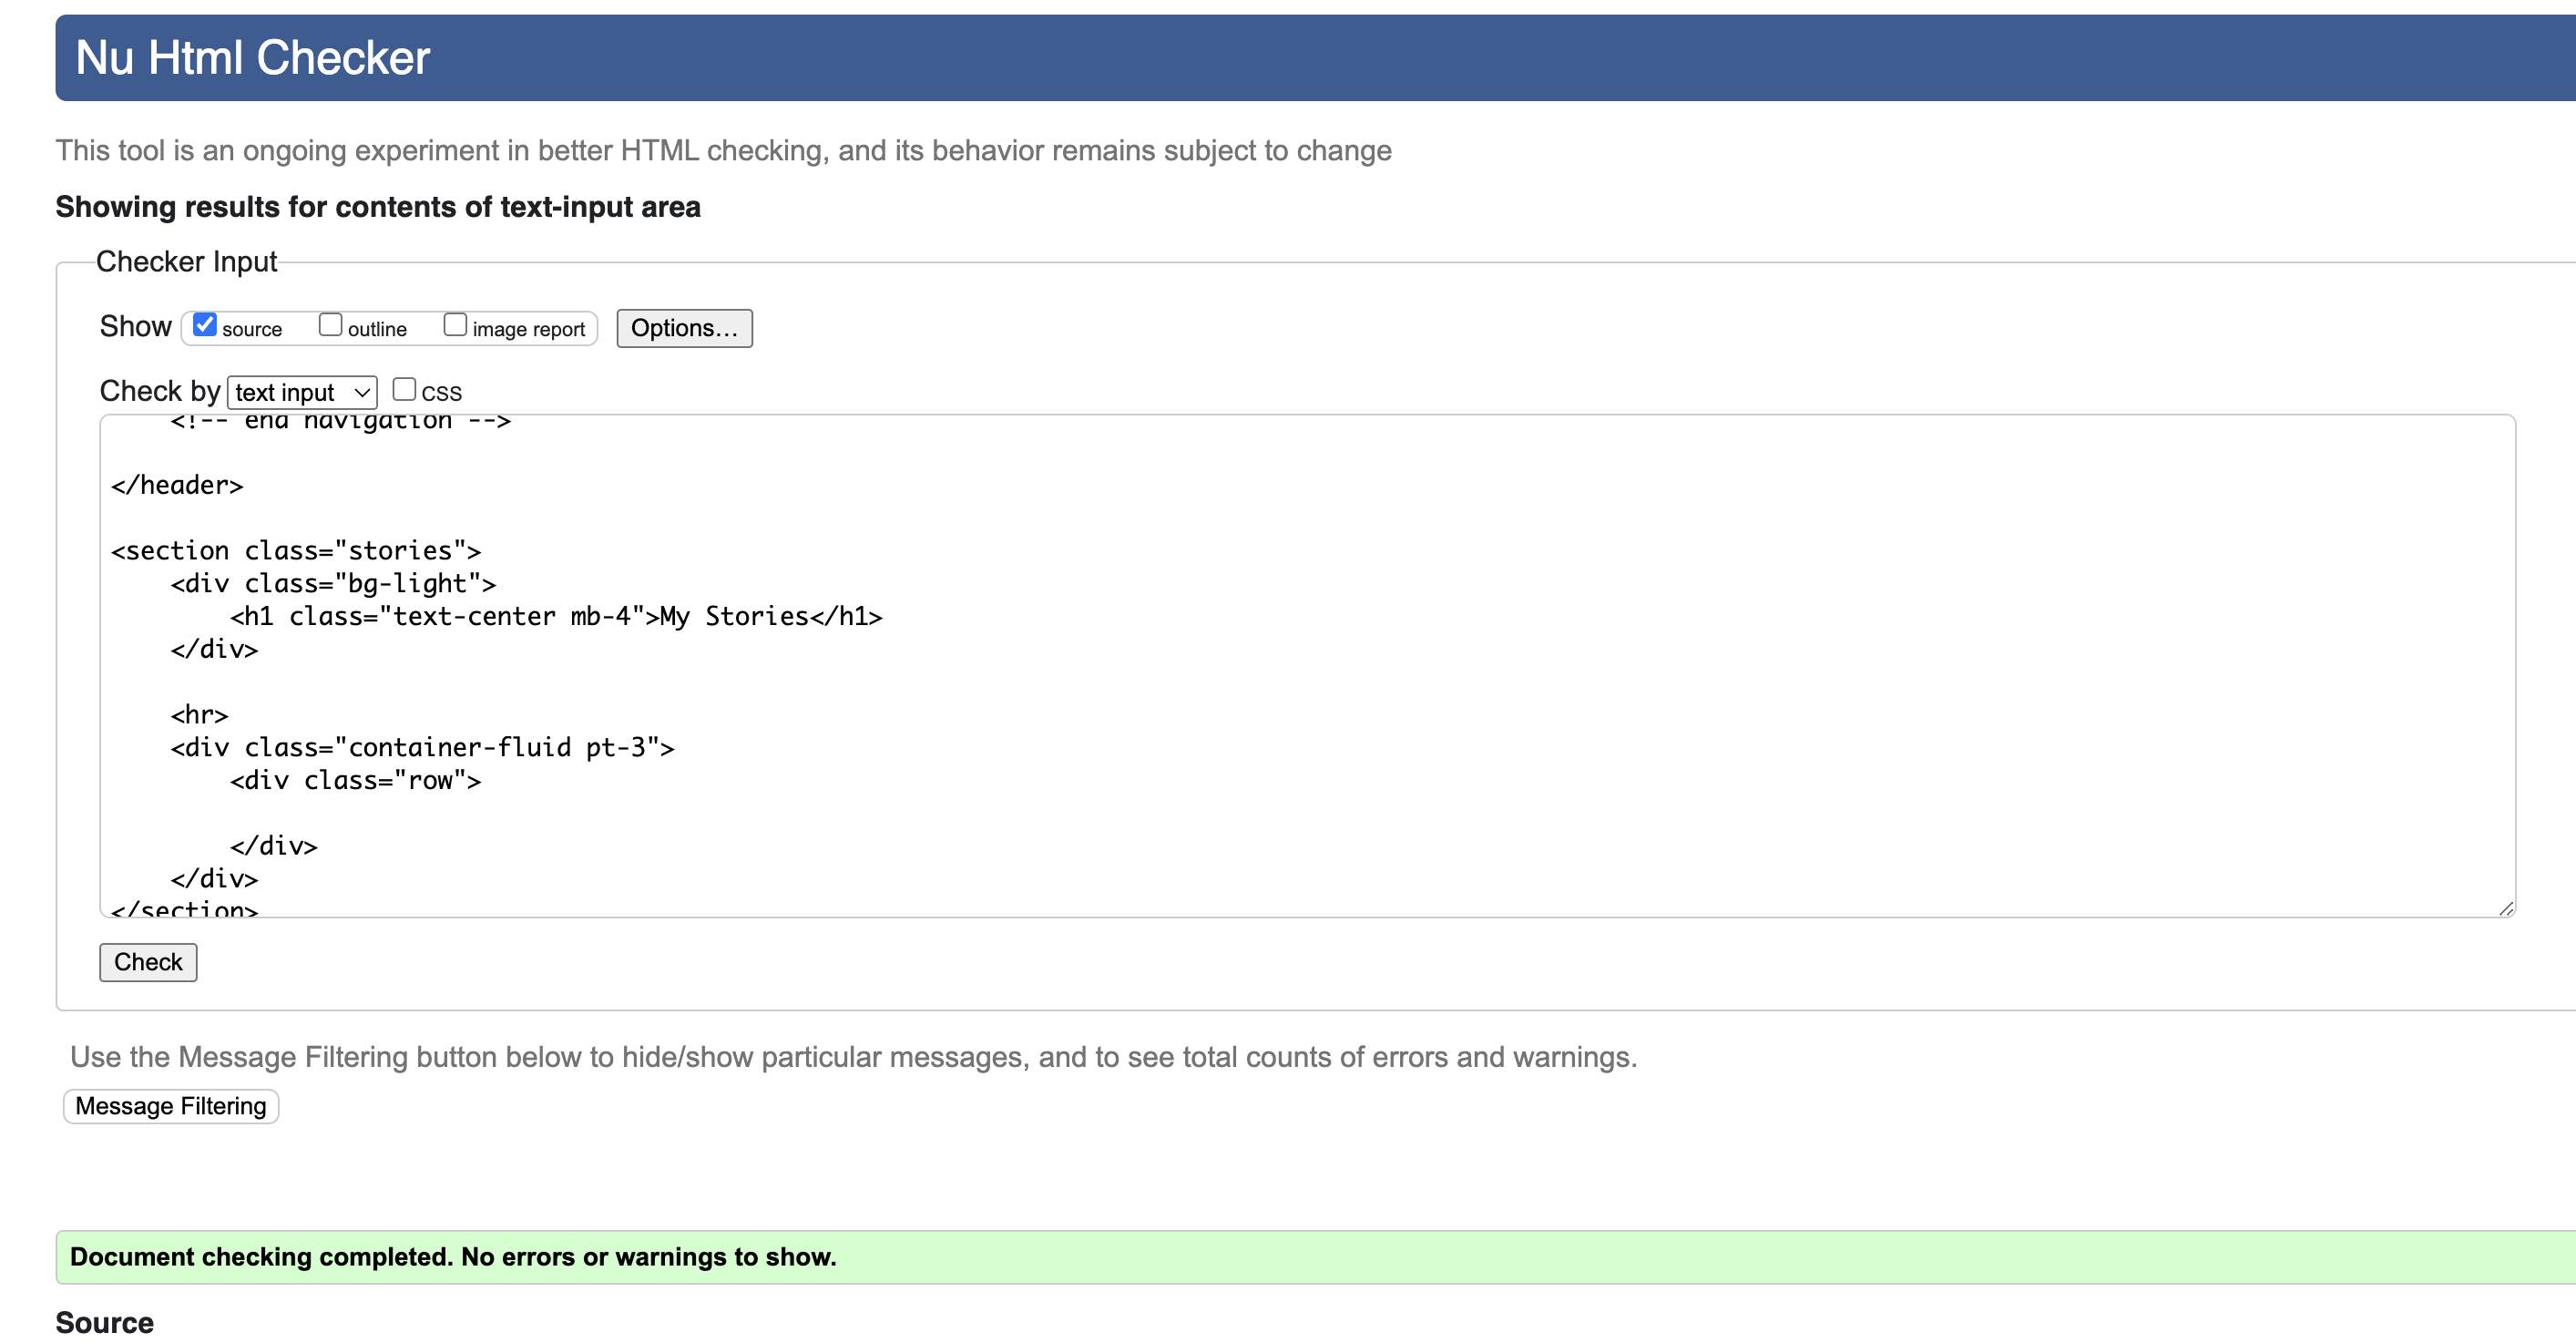 Nu Html Checker
This tool is an ongoing experiment in better HTML checking, and its behavior remains subject to change
Showing results for contents of text-input area
Checker Input
Show source outline image report Options...
Check by text input CSS
<!-- end navigation -->
</header>
<section class="stories">
<div class="bg-light">
<h1 class="text-center mb-4">My Stories</h1>
</div>
<hr>
<div class="container-fluid pt-3">
<div class="row">
</div>
</div>
</section>
Check
Use the Message Filtering button below to hide/show particular messages, and to see total counts of errors and warnings.
Message Filtering
Document checking completed. No errors or warnings to show.
Source